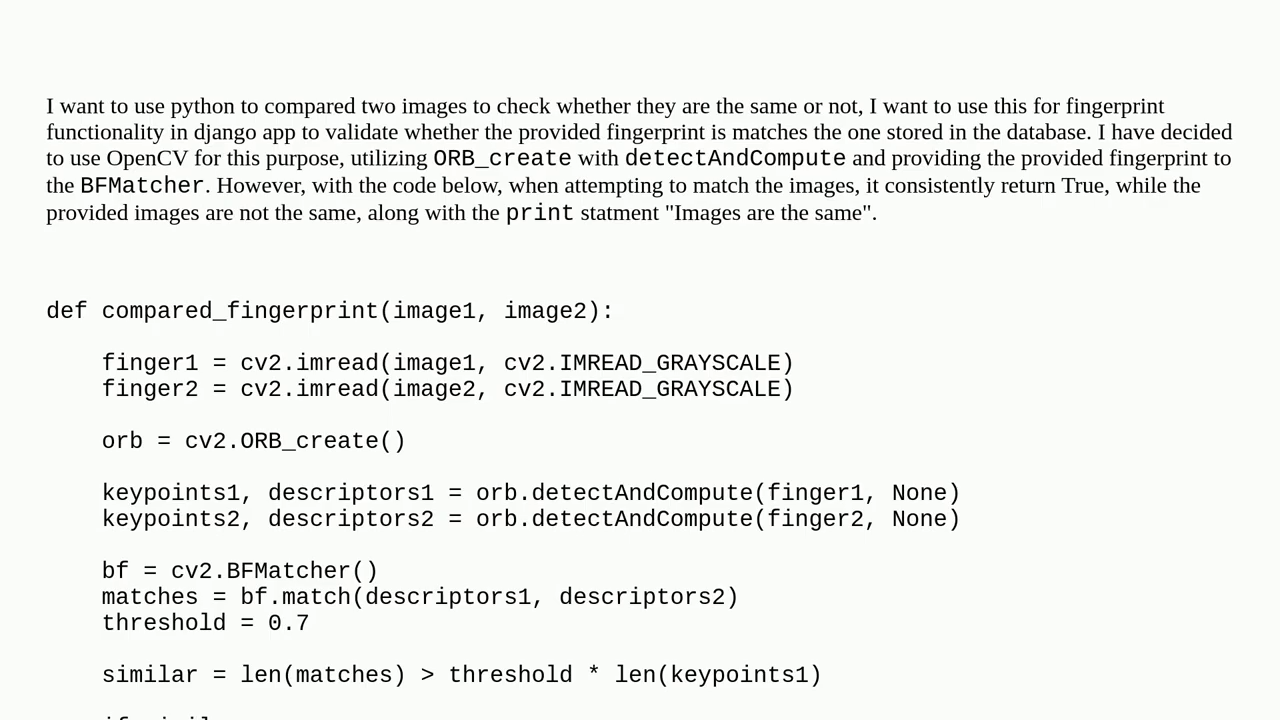 I want to use python to compared two images to check whether they are the same or not, I want to use this for fingerprint
functionality in django app to validate whether the provided fingerprint is matches the one stored in the database. I have decided
to use OpenCV for this purpose, utilizing ORB_create with detectAndCompute and providing the provided fingerprint to
the BFMatcher. However, with the code below, when attempting to match the images, it consistently return True, while the
provided images are not the same, along with the print statment "Images are the same".
def compared_fingerprint(image1, image2):
    finger1 = cv2.imread(image1, cv2.IMREAD_GRAYSCALE)
    finger2 = cv2.imread(image2, cv2.IMREAD_GRAYSCALE)
    orb = cv2.ORB_create()
    keypoints1, descriptors1 = orb.detectAndCompute(finger1, None)
    keypoints2, descriptors2 = orb.detectAndCompute(finger2, None)
    bf = cv2.BFMatcher()
    matches = bf.match(descriptors1, descriptors2)
    threshold = 0.7
    similar = len(matches) > threshold * len(keypoints1)